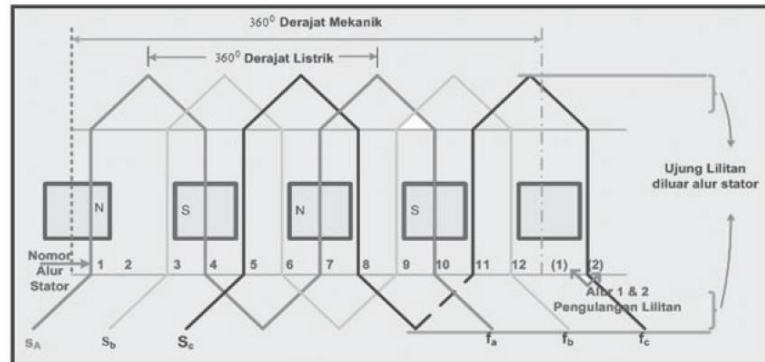 360⁰ Derajat Mekanik
360⁰ Derajat Listrik
Ujung Lilitan
diluar alur stator
N
S
N
S
Nomor
Alur
Stator
1 2 3 4 5 6 7 8 9 10 11 12 (1) (2)
Alur 1 & 2
Pengulangan Lilitan
SA Sb Sc fa fb fc